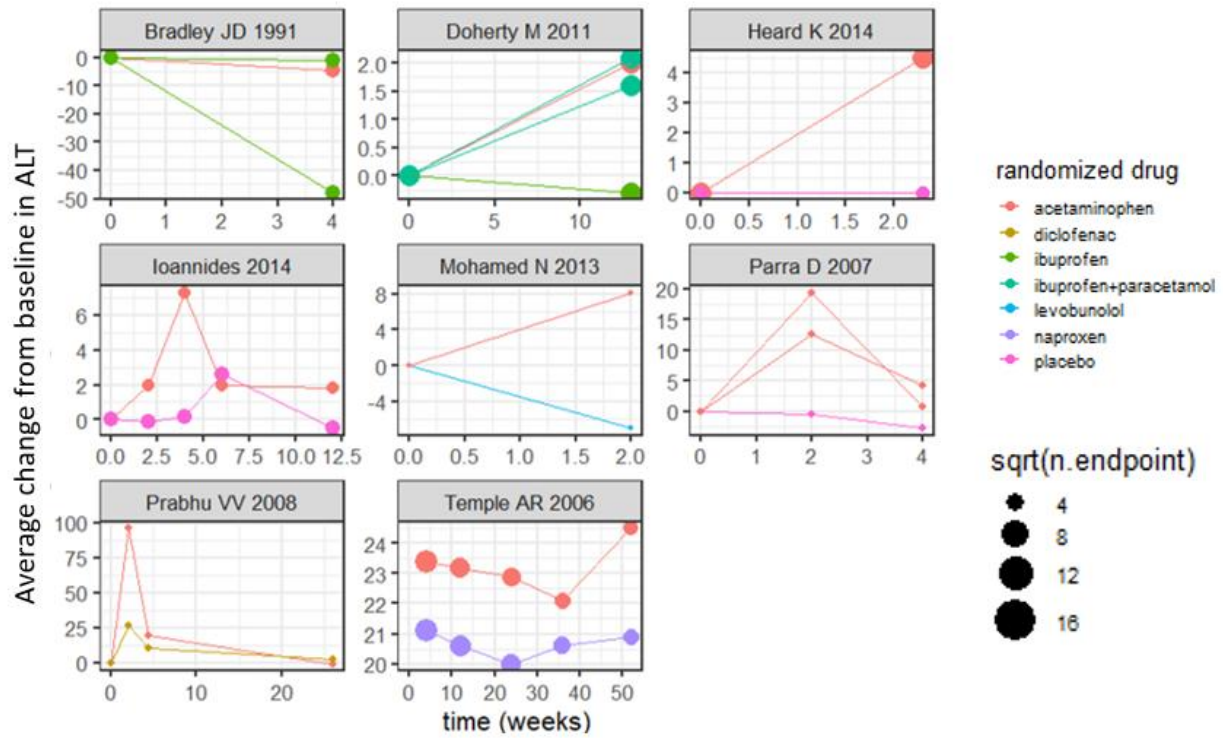 Average change from baseline in ALT
Bradley JD 1991
0
-10
-20
-30
-40
-50
0 1 2 3 4
Doherty M 2011
2.0
1.5
1.0
0.5
0.0
0 5 10
Heard K 2014
4
3
2
1
0
0.0 0.5 1.0 1.5 2.0
Ioannides 2014
6
4
2
0
0.0 2.5 5.0 7.5 10.0 12.5
Mohamed N 2013
8
4
0
-4
0.0 0.5 1.0 1.5 2.0
Parra D 2007
20
15
10
5
0
0 1 2 3 4
Prabhu VV 2008
100
75
50
25
0
0 10 20
Temple AR 2006
24
23
22
21
20
0 10 20 30 40 50
time (weeks)
randomized drug
acetaminophen
diclofenac
ibuprofen
ibuprofen+paracetamol
levobunolol
naproxen
placebo
sqrt(n.endpoint)
4
8
12
16